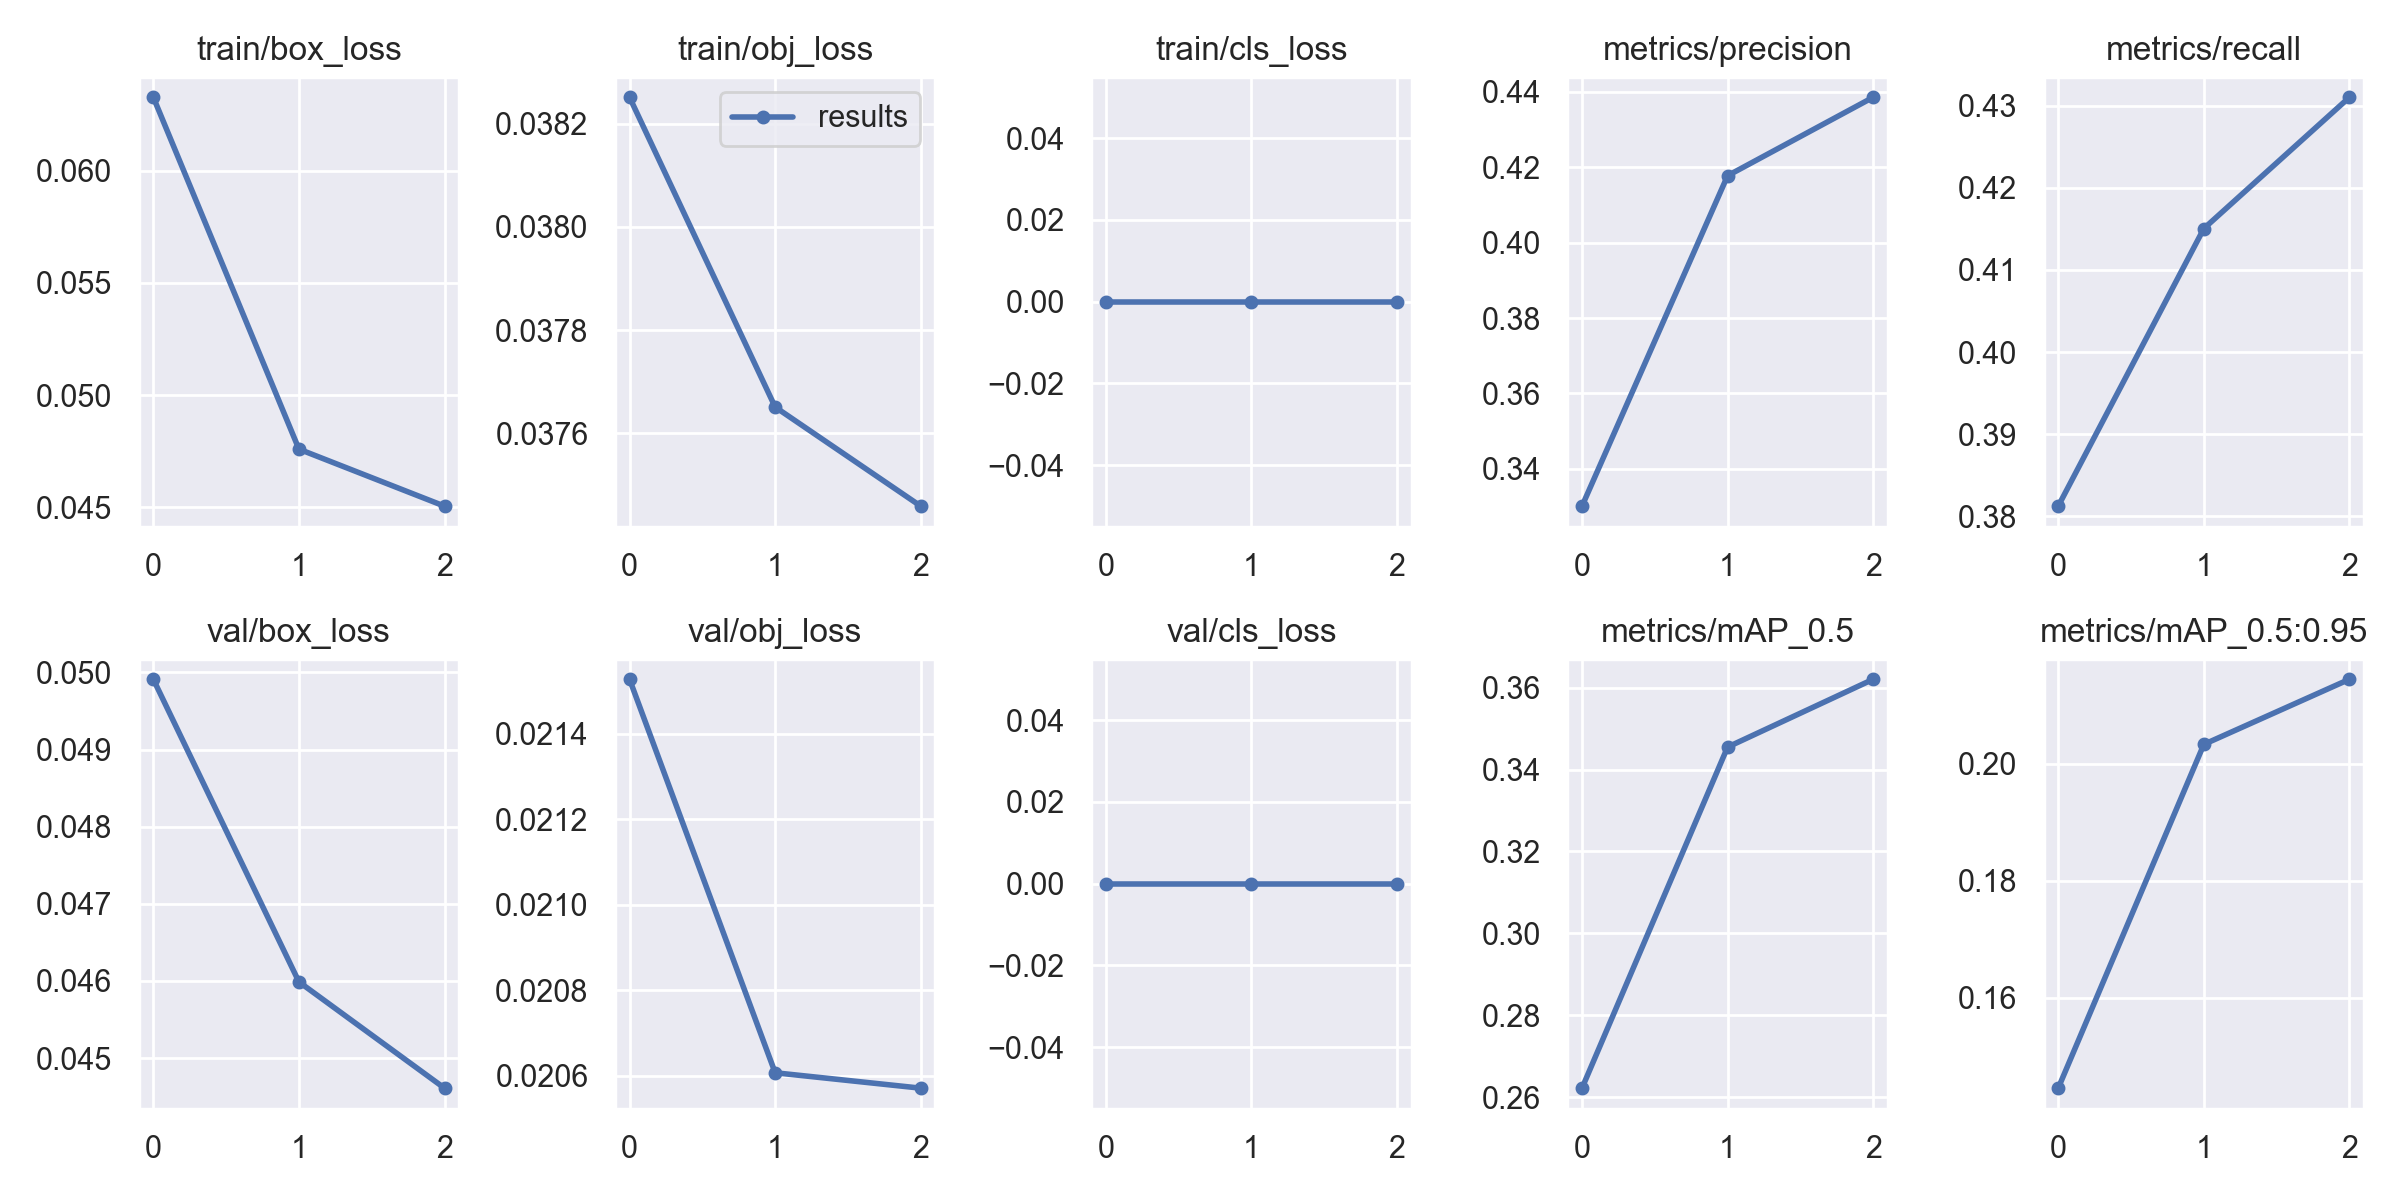 train/box_loss
0.060
0.055
0.050
0.045
0 1 2
train/obj_loss
results
0.0382
0.0380
0.0378
0.0376
0 1 2
train/cls_loss
0.04
0.02
0.00
−0.02
−0.04
0 1 2
metrics/precision
0.44
0.42
0.40
0.38
0.36
0.34
0 1 2
metrics/recall
0.43
0.42
0.41
0.40
0.39
0.38
0 1 2
val/box_loss
0.050
0.049
0.048
0.047
0.046
0.045
0 1 2
val/obj_loss
0.0214
0.0212
0.0210
0.0208
0.0206
0 1 2
val/cls_loss
0.04
0.02
0.00
−0.02
−0.04
0 1 2
metrics/mAP_0.5
0.36
0.34
0.32
0.30
0.28
0.26
0 1 2
metrics/mAP_0.5:0.95
0.20
0.18
0.16
0 1 2